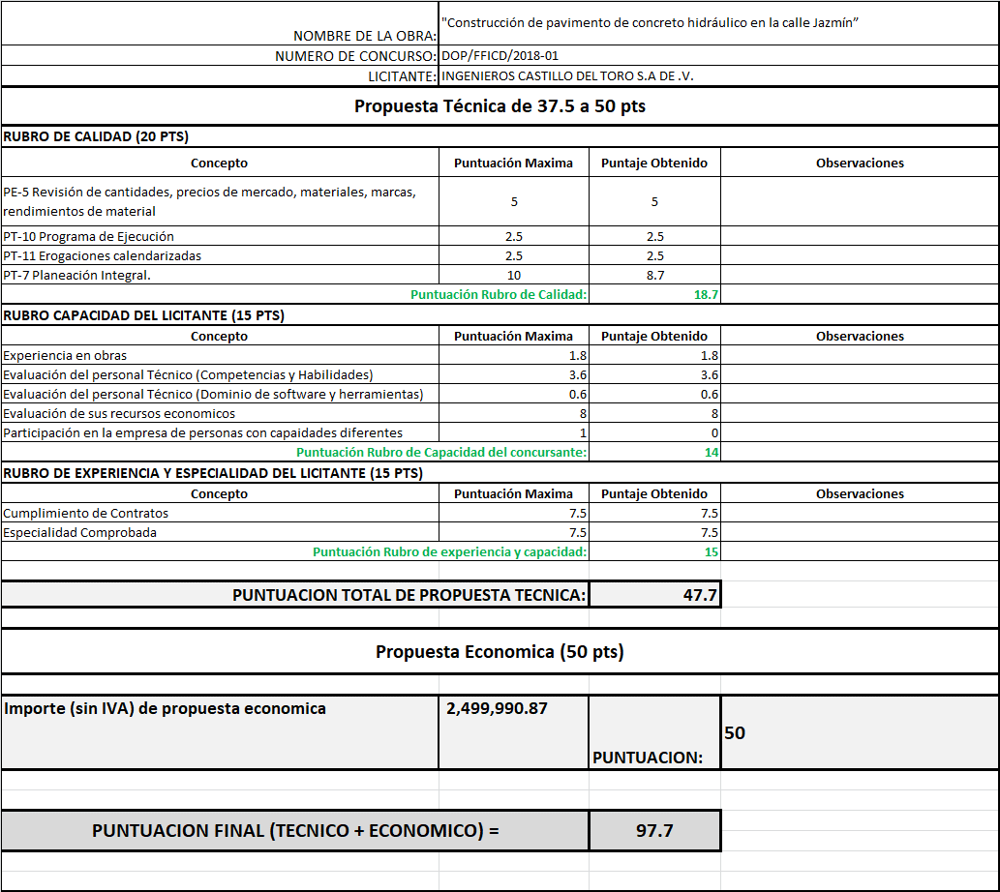 NOMBRE DE LA OBRA: "Construcción de pavimento de concreto hidráulico en la calle Jazmín”
NUMERO DE CONCURSO: DOP/FFICD/2018-01
LICITANTE: INGENIEROS CASTILLO DEL TORO S.A DE .V.
Propuesta Técnica de 37.5 a 50 pts
RUBRO DE CALIDAD (20 PTS)
Concepto Puntuación Maxima Puntaje Obtenido Observaciones
PE-5 Revisión de cantidades, precios de mercado, materiales, marcas,
rendimientos de material 5 5
PT-10 Programa de Ejecución 2.5 2.5
PT-11 Erogaciones calendarizadas 2.5 2.5
PT-7 Planeación Integral. 10 8.7
Puntuación Rubro de Calidad: 18.7
RUBRO CAPACIDAD DEL LICITANTE (15 PTS)
Concepto Puntuación Maxima Puntaje Obtenido Observaciones
Experiencia en obras 1.8 1.8
Evaluación del personal Técnico (Competencias y Habilidades) 3.6 3.6
Evaluación del personal Técnico (Dominio de software y herramientas) 0.6 0.6
Evaluación de sus recursos economicos 8 8
Participación en la empresa de personas con capaidades diferentes 1 0
Puntuación Rubro de Capacidad del concursante: 14
RUBRO DE EXPERIENCIA Y ESPECIALIDAD DEL LICITANTE (15 PTS)
Concepto Puntuación Maxima Puntaje Obtenido Observaciones
Cumplimiento de Contratos 7.5 7.5
Especialidad Comprobada 7.5 7.5
Puntuación Rubro de experiencia y capacidad: 15
PUNTUACION TOTAL DE PROPUESTA TECNICA: 47.7
Propuesta Economica (50 pts)
Importe (sin IVA) de propuesta economica 2,499,990.87
PUNTUACION: 50
PUNTUACION FINAL (TECNICO + ECONOMICO) = 97.7